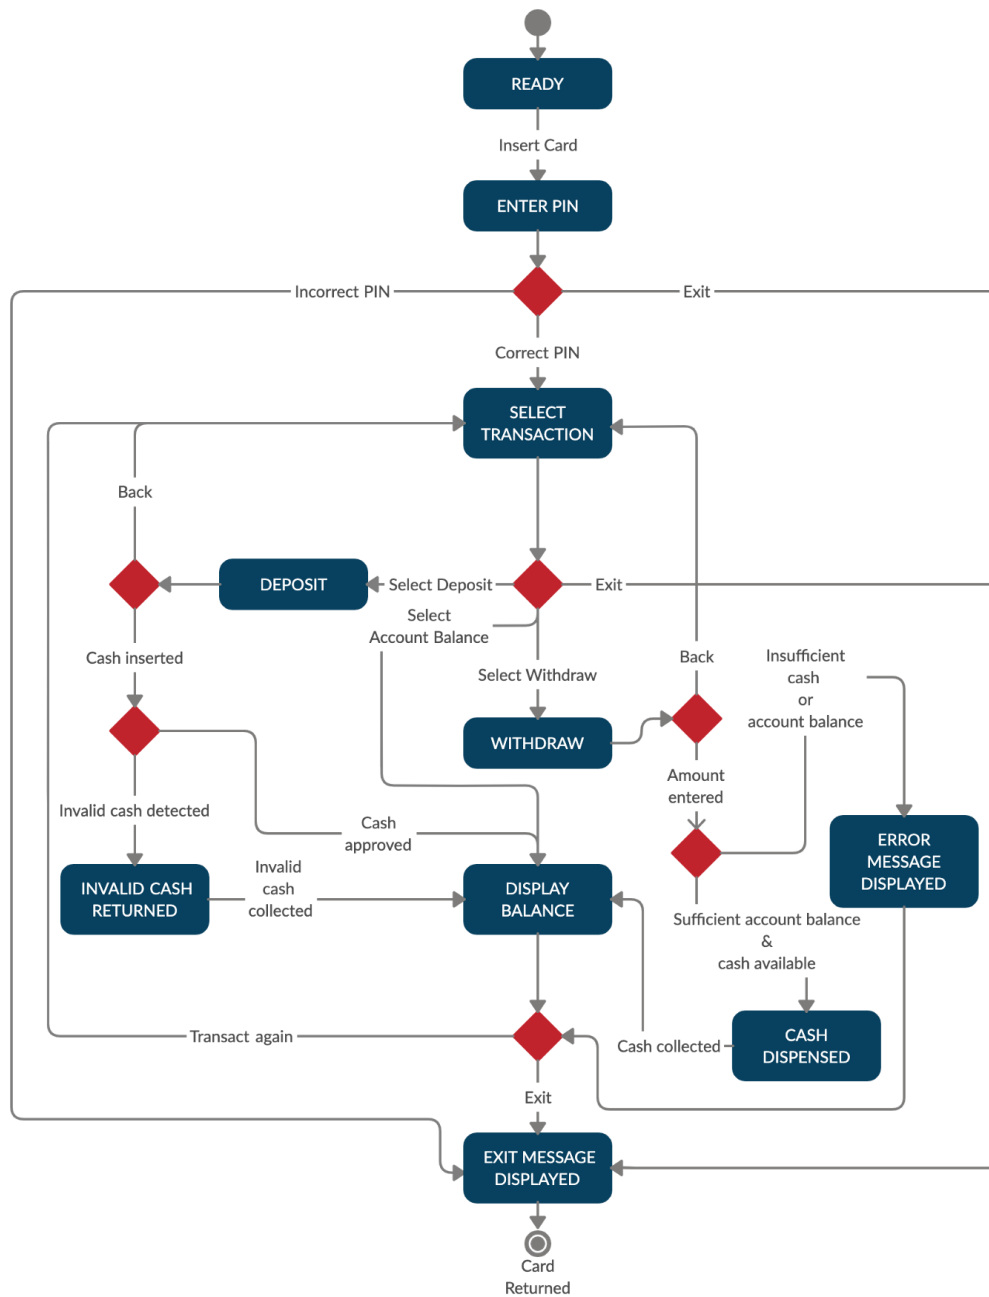 READY
Insert Card
ENTER PIN
Incorrect PIN
Exit
Correct PIN
SELECT
TRANSACTION
Back
DEPOSIT
Select Deposit
Exit
Select
Account Balance
Cash inserted
Select Withdraw
Back
Insufficient
cash
or
account balance
WITHDRAW
Amount
entered
Invalid cash detected
Cash
approved
ERROR
MESSAGE
DISPLAYED
INVALID CASH
RETURNED
Invalid
cash
collected
DISPLAY
BALANCE
Sufficient account balance
&
cash available
Transact again
Cash collected
CASH
DISPENSED
Exit
EXIT MESSAGE
DISPLAYED
Card
Returned